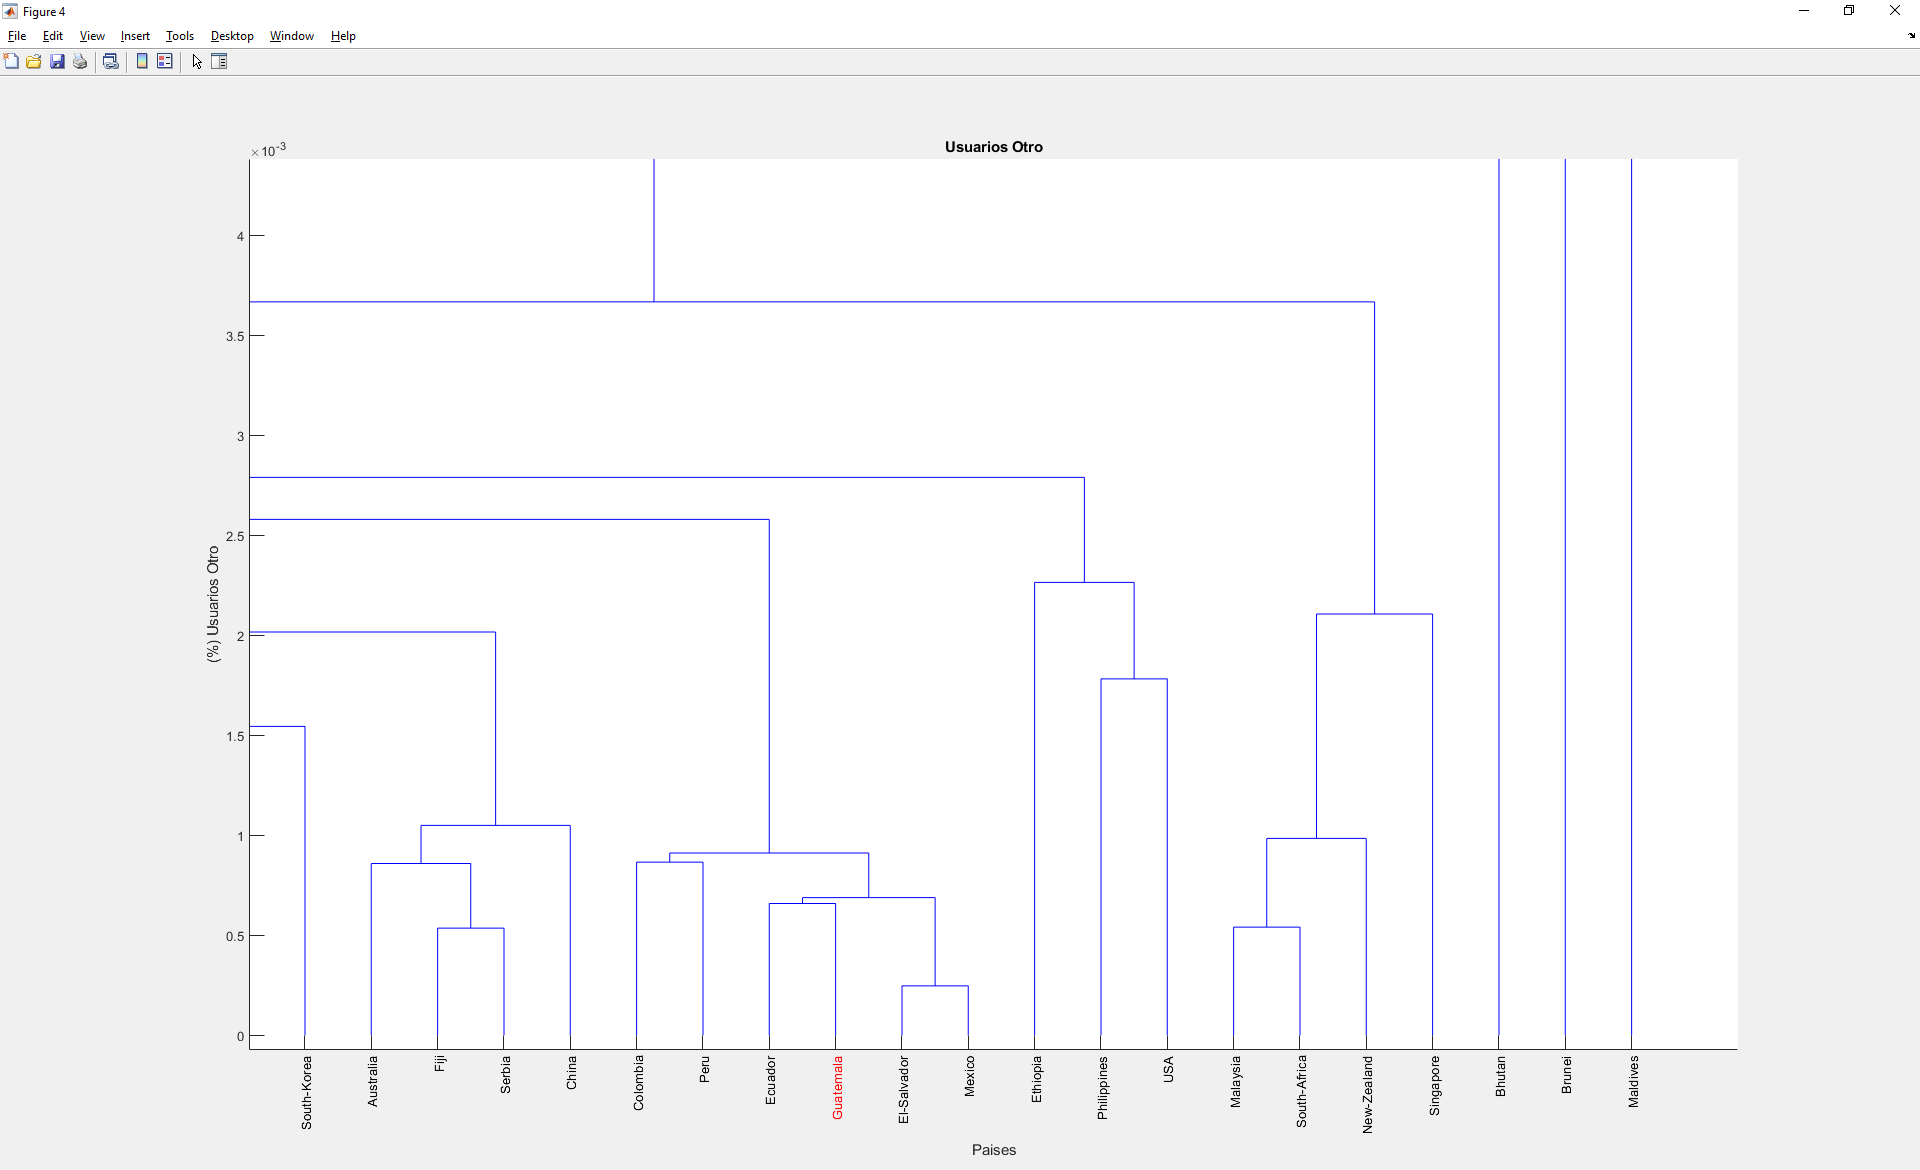 Figure 4
File Edit View Insert Tools Desktop Window Help
×10-3
Usuarios Otro
4
3.5
3
2.5
2
1.5
1
0.5
0
(%) Usuarios Otro
South-Korea
Australia
Fiji
Serbia
China
Colombia
Peru
Ecuador
Guatemala
El-Salvador
Mexico
Ethiopia
Philippines
USA
Malaysia
South-Africa
New-Zealand
Singapore
Bhutan
Brunei
Maldives
Paises